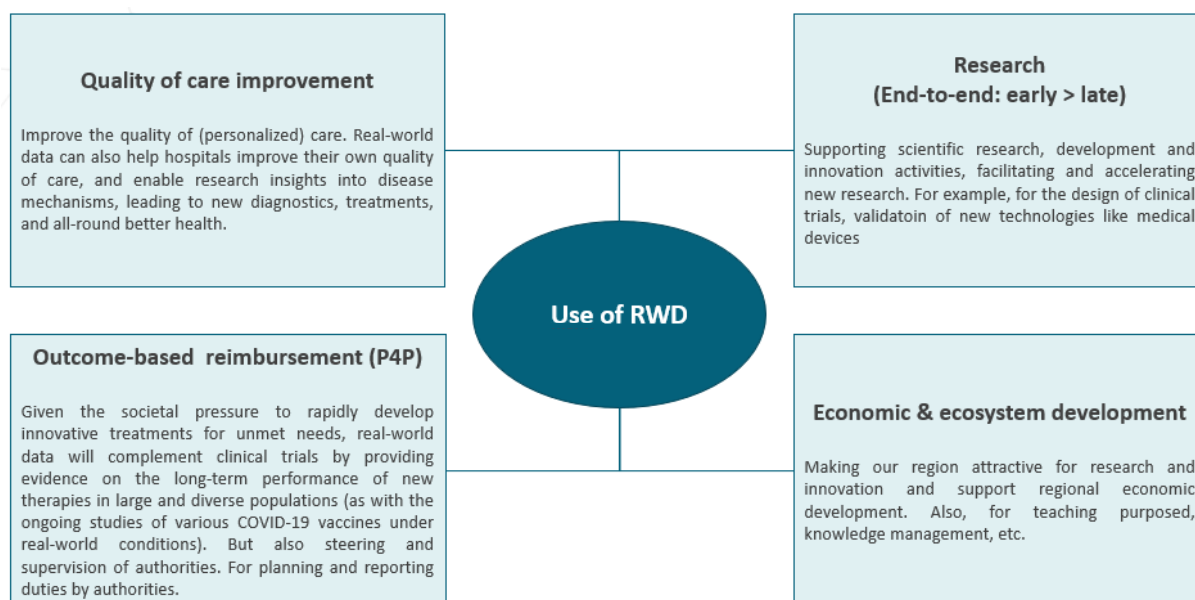 Quality of care improvement
Improve the quality of (personalized) care. Real-world
data can also help hospitals improve their own quality
of care, and enable research insights into disease
mechanisms, leading to new diagnostics, treatments,
and all-round better health.
Research
(End-to-end: early > late)
Supporting scientific research, development and
innovation activities, facilitating and accelerating
new research. For example, for the design of clinical
trials, validatoin of new technologies like medical
devices
Use of RWD
Outcome-based reimbursement (P4P)
Given the societal pressure to rapidly develop
innovative treatments for unmet needs, real-world
data will complement clinical trials by providing
evidence on the long-term performance of new
therapies in large and diverse populations (as with the
ongoing studies of various COVID-19 vaccines under
real-world conditions). But also steering and
supervision of authorities. For planning and reporting
duties by authorities.
Economic & ecosystem development
Making our region attractive for research and
innovation and support regional economic
development. Also, for teaching purposed,
knowledge management, etc.